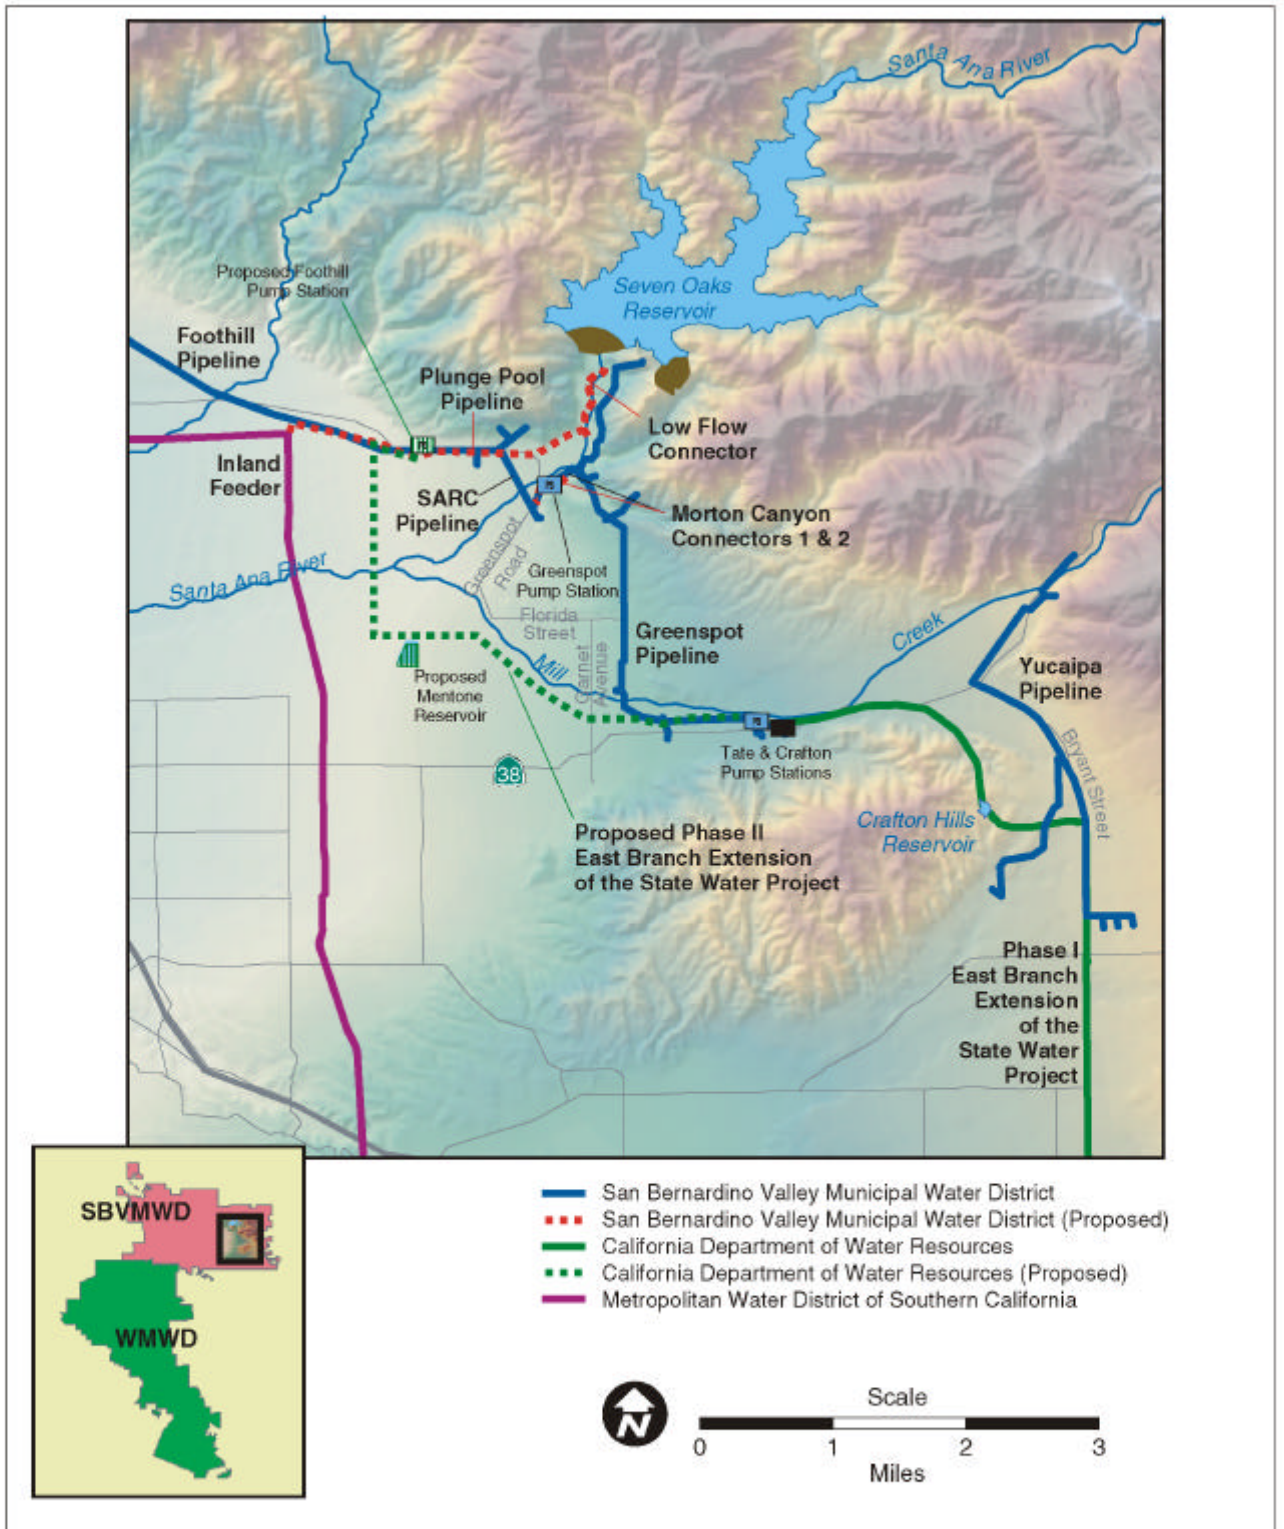 Santa Ana River
Proposed Foothill
Pump Station
Seven Oaks
Reservoir
Foothill
Pipeline
Plunge Pool
Pipeline
Low Flow
Connector
Inland
Feeder
SARC
Pipeline
PS
Morton Canyon
Connectors 1 & 2
Greenspot
Road
Santa Ana River
Greenspot
Pump Station
Florida
Street
Greenspot
Pipeline
Creek
Garnet
Avenue
Mill
Yucaipa
Pipeline
Proposed
Mentone
Reservoir
PS
Tate & Crafton
Pump Stations
Bryant Street
38
Crafton Hills
Reservoir
Proposed Phase II
East Branch Extension
of the State Water Project
Phase I
East Branch
Extension
of the
State Water
Project
SBVMWD
WMWD
San Bernardino Valley Municipal Water District
San Bernardino Valley Municipal Water District (Proposed)
California Department of Water Resources
California Department of Water Resources (Proposed)
Metropolitan Water District of Southern California
N
Scale
0 1 2 3
Miles